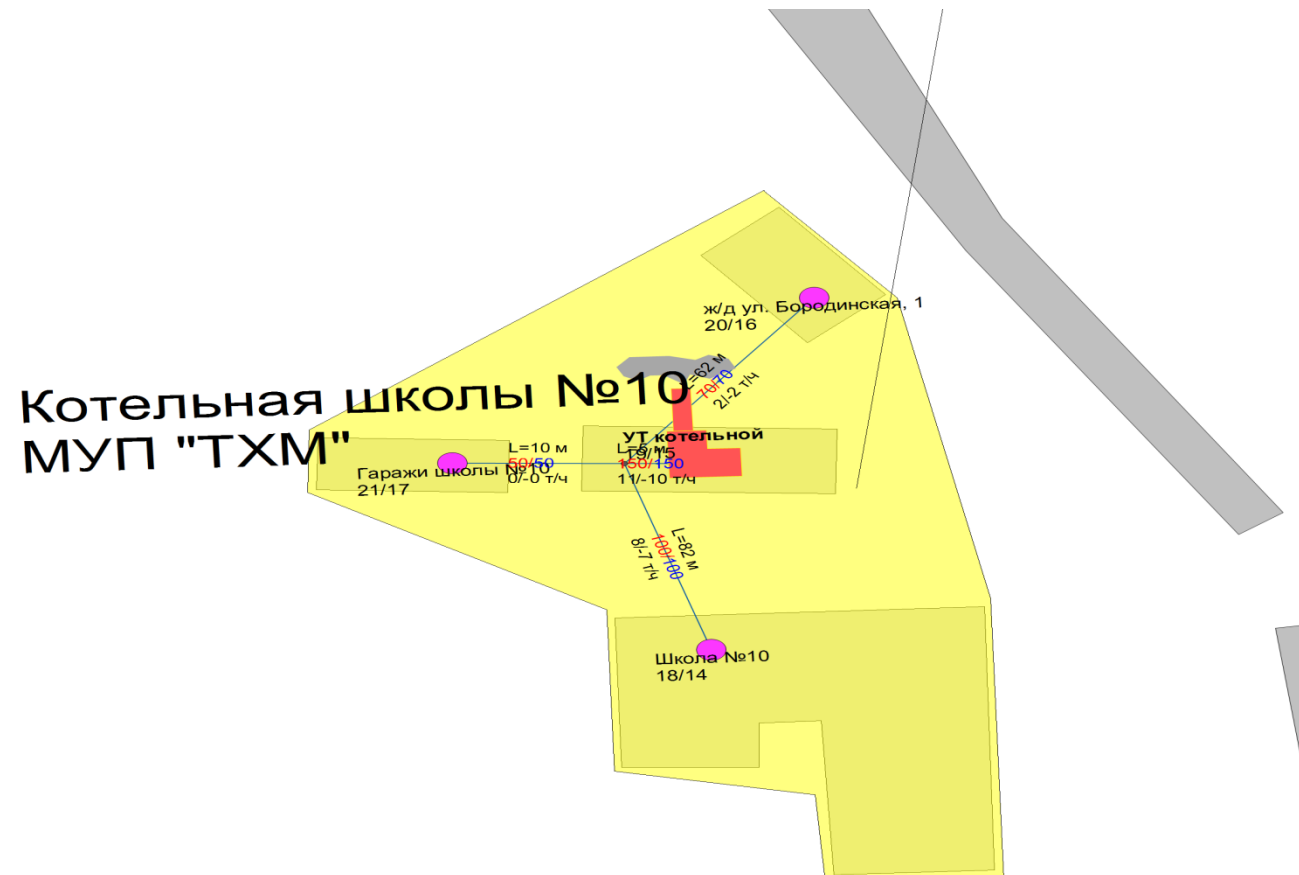 ж/д ул. Бородинская, 1
20/16
L=62 м
70/70
2/-2 т/ч
Котельная школы №10
МУП "ТХМ"
УТ котельной
19/15
L=5 м
150/150
11/-10 т/ч
L=10 м
50/50
0/-0 т/ч
Гаражи школы №10
21/17
L=82 м
100/100
8/-7 т/ч
Школа №10
18/14